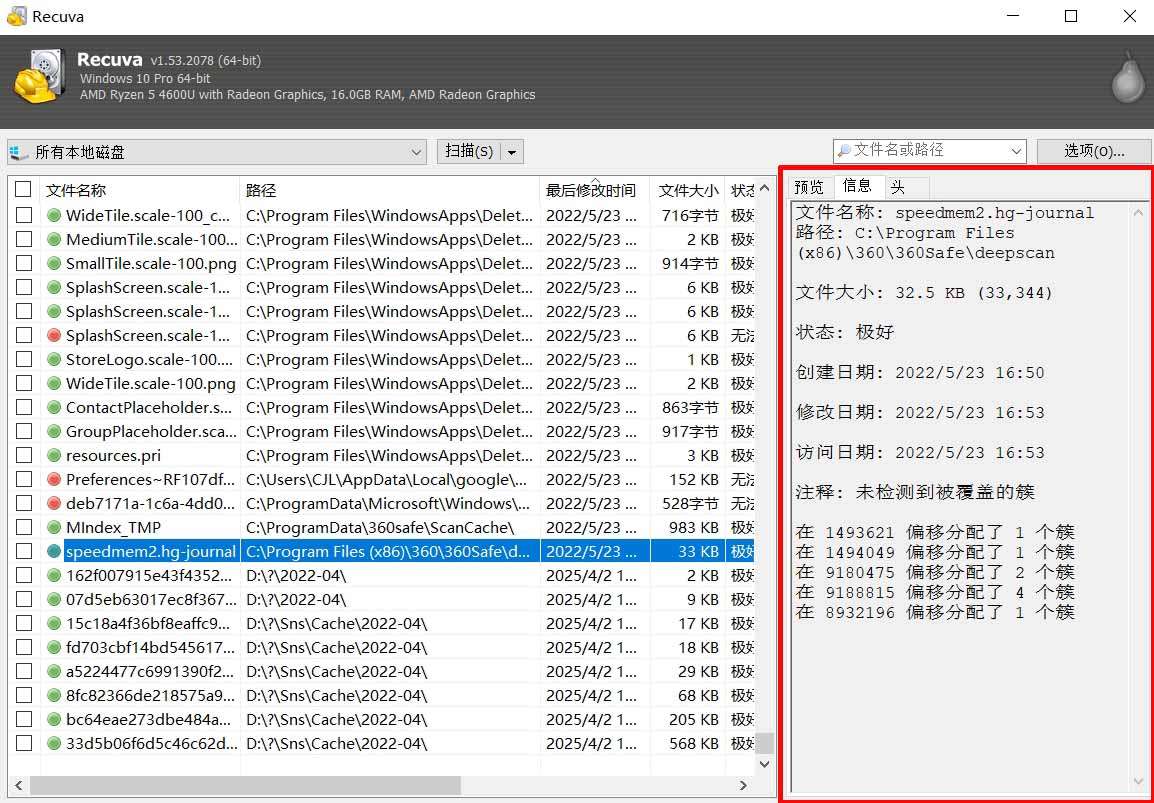 Recuva
Recuva v1.53.2078 (64-bit)
Windows 10 Pro 64-bit
AMD Ryzen 5 4600U with Radeon Graphics, 16.0GB RAM, AMD Radeon Graphics
所有本地磁盘 扫描(S) 文件名或路径 选项(O)...
文件名称 路径 最后修改时间 文件大小 状态
WideTile.scale-100_c... C:\Program Files\WindowsApps\Delet... 2022/5/23 ... 716字节 极好
MediumTile.scale-100... C:\Program Files\WindowsApps\Delet... 2022/5/23 ... 2 KB 极好
SmallTile.scale-100.png C:\Program Files\WindowsApps\Delet... 2022/5/23 ... 914字节 极好
SplashScreen.scale-1... C:\Program Files\WindowsApps\Delet... 2022/5/23 ... 6 KB 极好
SplashScreen.scale-1... C:\Program Files\WindowsApps\Delet... 2022/5/23 ... 6 KB 极好
SplashScreen.scale-1... C:\Program Files\WindowsApps\Delet... 2022/5/23 ... 6 KB 无法
StoreLogo.scale-100.... C:\Program Files\WindowsApps\Delet... 2022/5/23 ... 1 KB 极好
WideTile.scale-100.png C:\Program Files\WindowsApps\Delet... 2022/5/23 ... 2 KB 极好
ContactPlaceholder.s... C:\Program Files\WindowsApps\Delet... 2022/5/23 ... 863字节 极好
GroupPlaceholder.sca... C:\Program Files\WindowsApps\Delet... 2022/5/23 ... 917字节 极好
resources.pri C:\Program Files\WindowsApps\Delet... 2022/5/23 ... 3 KB 极好
Preferences~RF107df... C:\Users\CJL\AppData\Local\google\... 2022/5/23 ... 152 KB 无法
deb7171a-1c6a-4dd0... C:\ProgramData\Microsoft\Windows\... 2022/5/23 ... 528字节 无法
MIndex_TMP C:\ProgramData\360safe\ScanCache\ 2022/5/23 ... 983 KB 极好
speedmem2.hg-journal C:\Program Files (x86)\360\360Safe\d... 2022/5/23 ... 33 KB 极好
162f007915e43f4352... D:\?\2022-04\ 2025/4/2 1... 2 KB 极好
07d5eb63017ec8f367... D:\?\2022-04\ 2025/4/2 1... 9 KB 极好
15c18a4f36bf8eaffc9... D:\?\Sns\Cache\2022-04\ 2025/4/2 1... 17 KB 极好
fd703cbf14bd545617... D:\?\Sns\Cache\2022-04\ 2025/4/2 1... 18 KB 极好
a5224477c6991390f2... D:\?\Sns\Cache\2022-04\ 2025/4/2 1... 29 KB 极好
8fc82366de218575a9... D:\?\Sns\Cache\2022-04\ 2025/4/2 1... 68 KB 极好
bc64eae273dbe484a... D:\?\Sns\Cache\2022-04\ 2025/4/2 1... 205 KB 极好
33d5b06f6d5c46c62d... D:\?\Sns\Cache\2022-04\ 2025/4/2 1... 568 KB 极好
预览 信息 头
文件名称: speedmem2.hg-journal
路径: C:\Program Files
(x86)\360\360Safe\deepscan
文件大小: 32.5 KB (33,344)
状态: 极好
创建日期: 2022/5/23 16:50
修改日期: 2022/5/23 16:53
访问日期: 2022/5/23 16:53
注释: 未检测到被覆盖的簇
在 1493621 偏移分配了 1 个簇
在 1494049 偏移分配了 1 个簇
在 9180475 偏移分配了 2 个簇
在 9188815 偏移分配了 4 个簇
在 8932196 偏移分配了 1 个簇